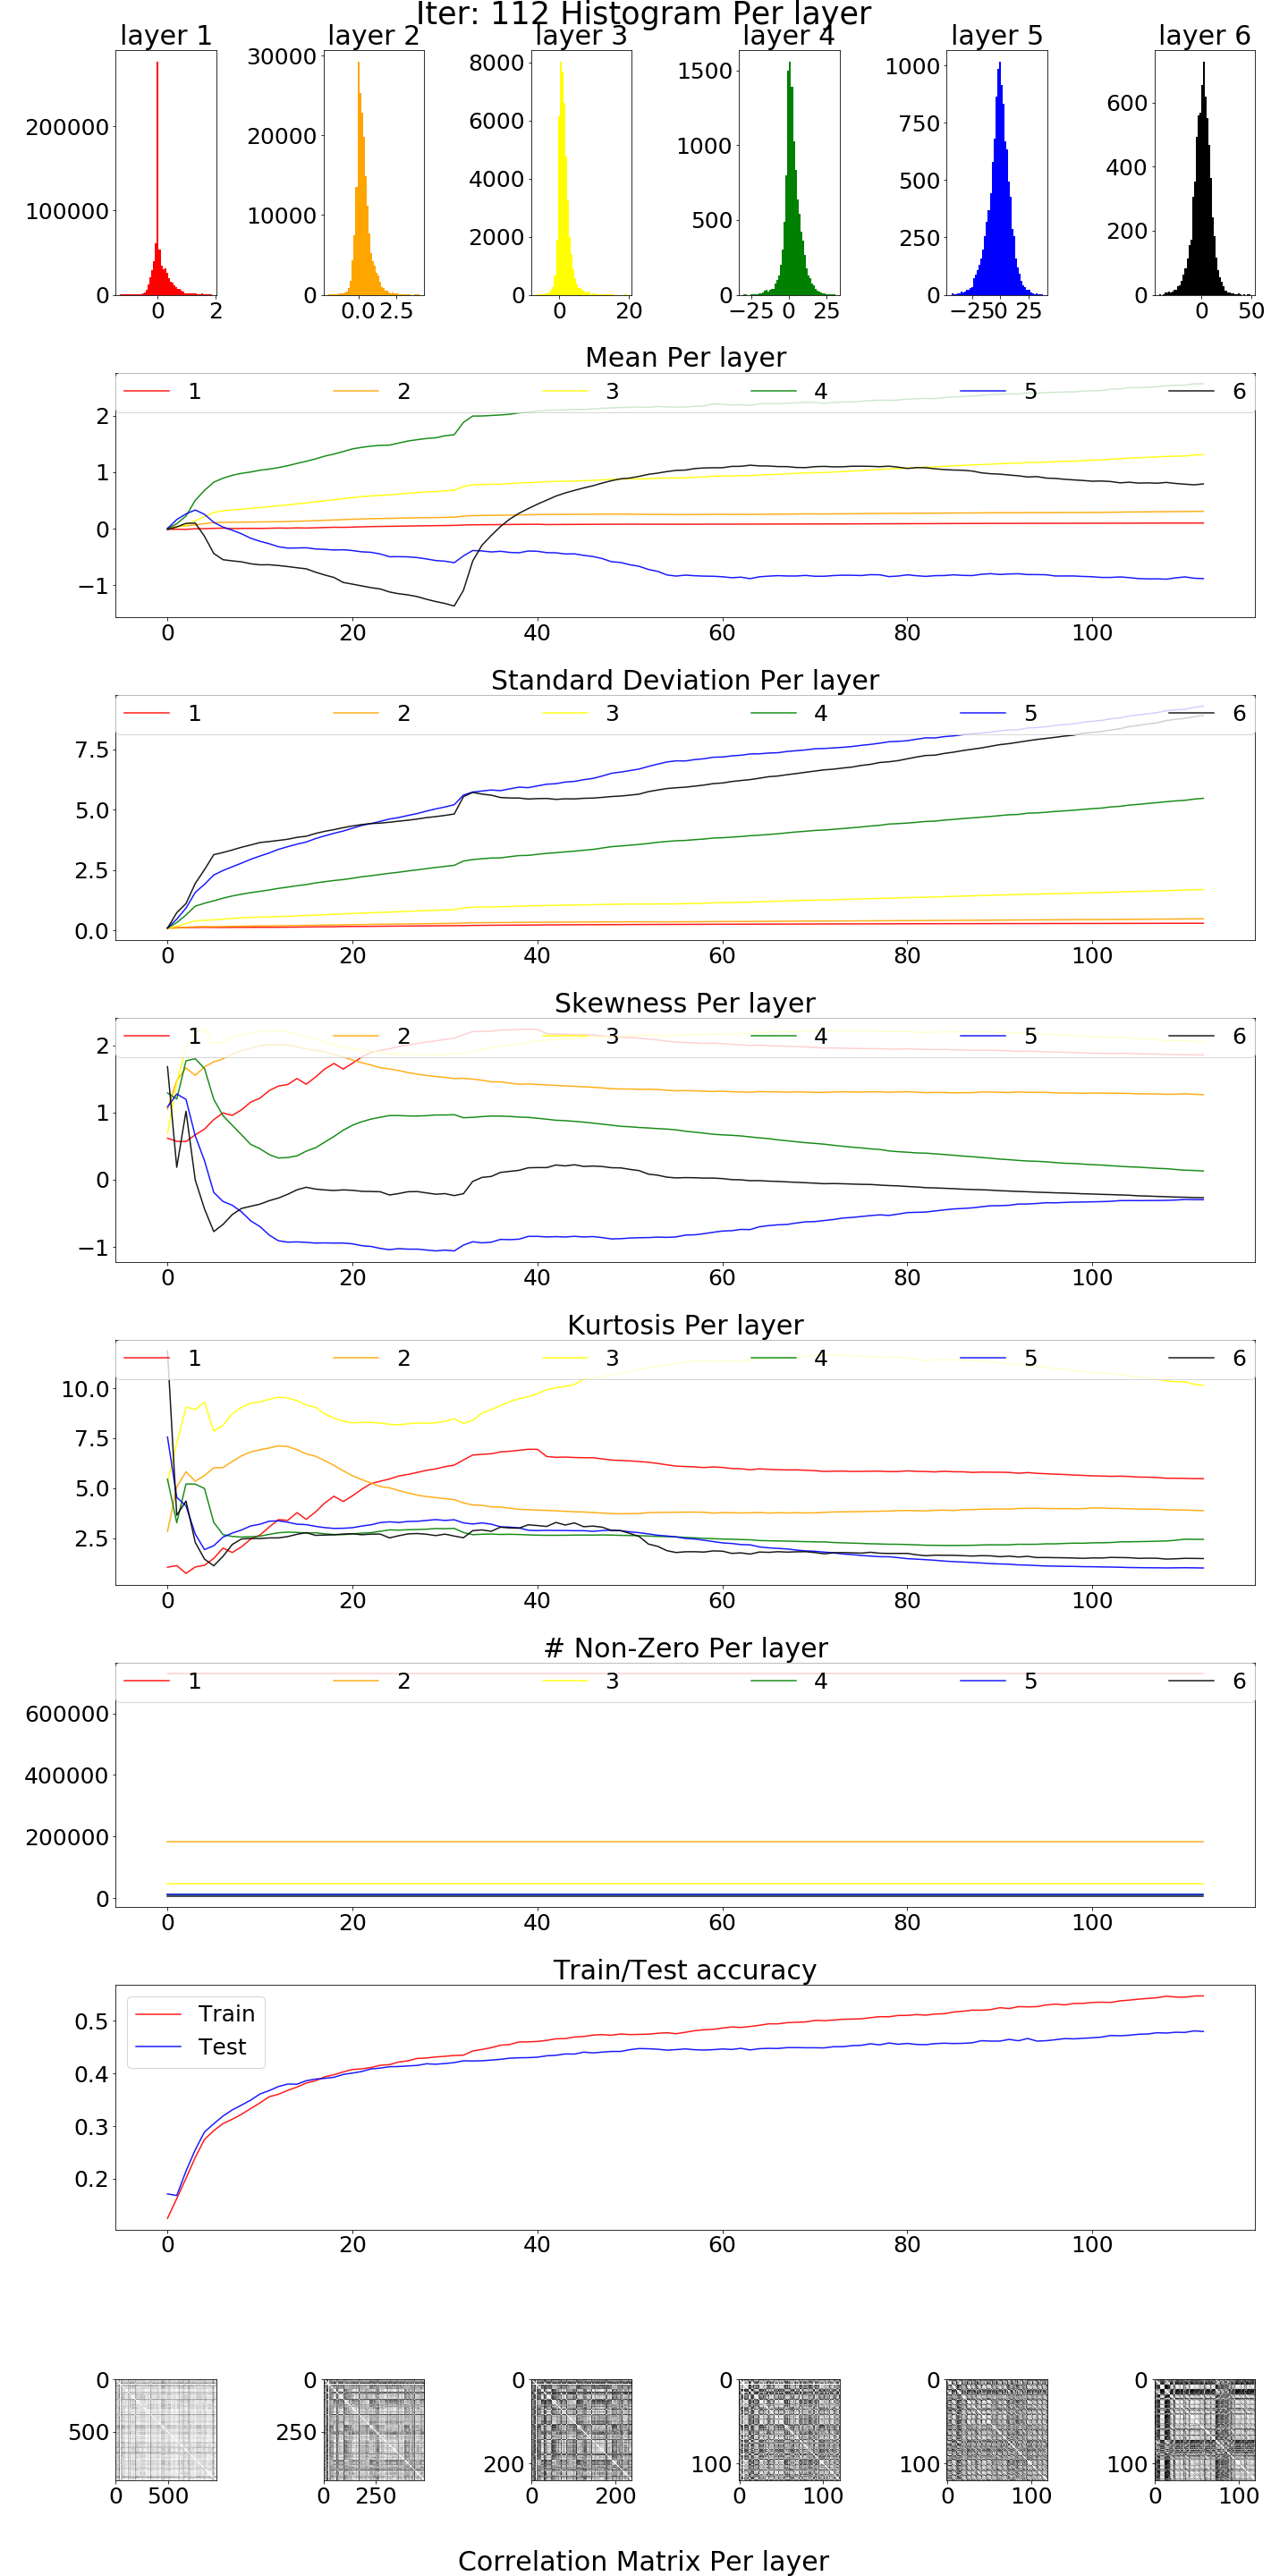 Iter: 112 Histogram Per layer
layer 1 layer 2 layer 3 layer 4 layer 5 layer 6
200000 100000 0 0 2
30000 20000 10000 0 0.0 2.5
8000 6000 4000 2000 0 0 20
1500 1000 500 0 −25 0 25
1000 750 500 250 0 −25 0 25
600 400 200 0 0 50
Mean Per layer
1 2 3 4 5 6
2
1
0
−1
0 20 40 60 80 100
Standard Deviation Per layer
1 2 3 4 5 6
7.5
5.0
2.5
0.0
0 20 40 60 80 100
Skewness Per layer
1 2 3 4 5 6
2
1
0
−1
0 20 40 60 80 100
Kurtosis Per layer
1 2 3 4 5 6
10.0
7.5
5.0
2.5
0 20 40 60 80 100
# Non-Zero Per layer
1 2 3 4 5 6
600000
400000
200000
0
0 20 40 60 80 100
Train/Test accuracy
Train
Test
0.5
0.4
0.3
0.2
0 20 40 60 80 100
0 500 0 500
0 250 0 250
0 200 0 200
0 100 0 100
0 100 0 100
0 100 0 100
Correlation Matrix Per layer